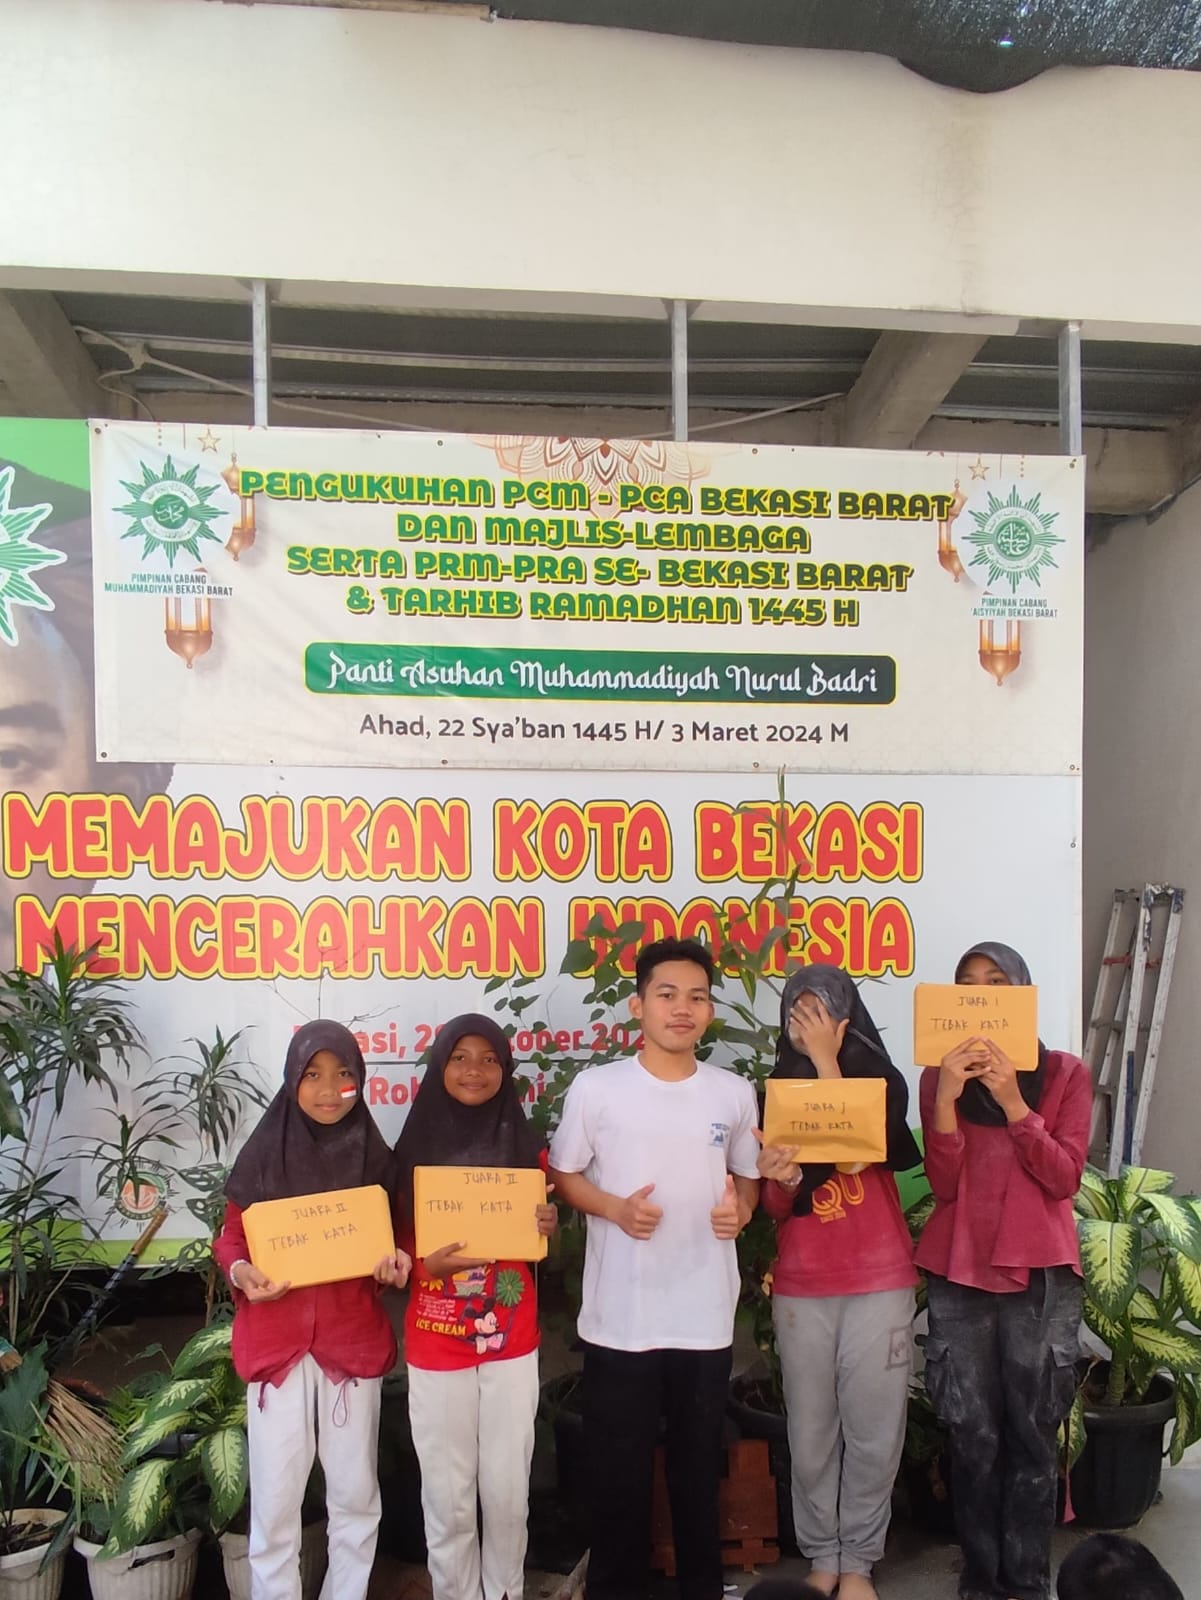 PENGUKUHAN PCM - PCA BEKASI BARAT
DAN MAJLIS-LEMBAGA
SERTA PRM-PRA SE- BEKASI BARAT
& TARHIB RAMADHAN 1445 H
PIMPINAN CABANG
MUHAMMADIYAH BEKASI BARAT
PIMPINAN CABANG
'AISYIYAH BEKASI BARAT
Panti Asuhan Muhammadiyah Nurul Badri
Ahad, 22 Sya'ban 1445 H/ 3 Maret 2024 M
MEMAJUKAN KOTA BEKASI
MENCERAHKAN INDONESIA
JUARA II
TEBAK KATA
JUARA II
TEBAK KATA
JUARA I
TEBAK KATA
JUARA I
TEBAK KATA
ICE CREAM